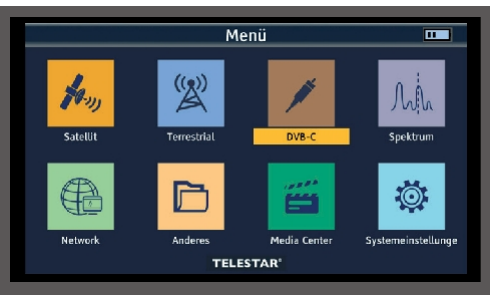 Menü
Satellit
Terrestrial
DVB-C
Spektrum
Network
Anderes
Media Center
Systemeinstellunge
TELESTAR®